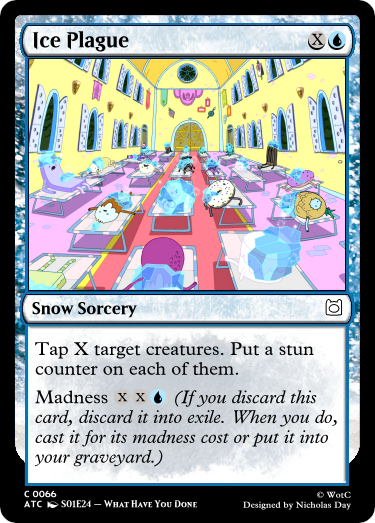 Ice Plague X
Snow Sorcery
Tap X target creatures. Put a stun
counter on each of them.
Madness X X (If you discard this
card, discard it into exile. When you do,
cast it for its madness cost or put it into
your graveyard.)
C 0066 © WotC
ATC S01E24 – What Have You Done Designed by Nicholas Day